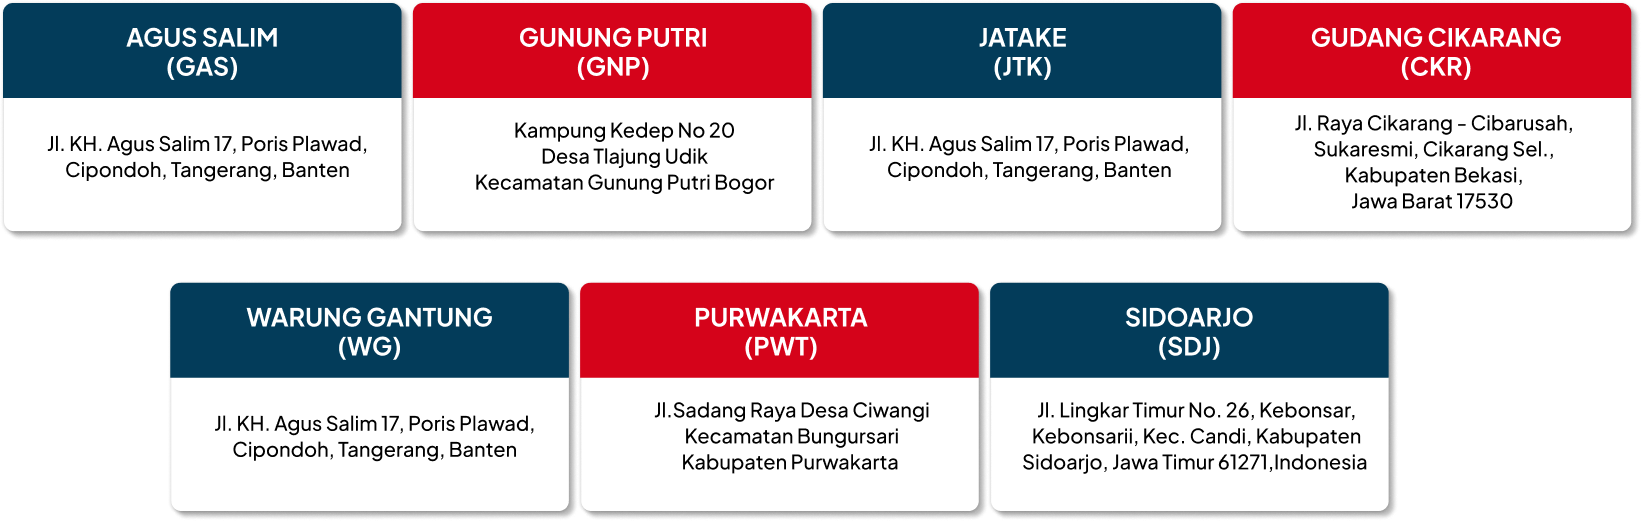 AGUS SALIM
(GAS)
Jl. KH. Agus Salim 17, Poris Plawad,
Cipondoh, Tangerang, Banten
GUNUNG PUTRI
(GNP)
Kampung Kedep No 20
Desa Tlajung Udik
Kecamatan Gunung Putri Bogor
JATAKE
(JTK)
Jl. KH. Agus Salim 17, Poris Plawad,
Cipondoh, Tangerang, Banten
GUDANG CIKARANG
(CKR)
Jl. Raya Cikarang - Cibarusah,
Sukaresmi, Cikarang Sel.,
Kabupaten Bekasi,
Jawa Barat 17530
WARUNG GANTUNG
(WG)
Jl. KH. Agus Salim 17, Poris Plawad,
Cipondoh, Tangerang, Banten
PURWAKARTA
(PWT)
Jl.Sadang Raya Desa Ciwangi
Kecamatan Bungursari
Kabupaten Purwakarta
SIDOARJO
(SDJ)
Jl. Lingkar Timur No. 26, Kebonsar,
Kebonsarii, Kec. Candi, Kabupaten
Sidoarjo, Jawa Timur 61271,Indonesia